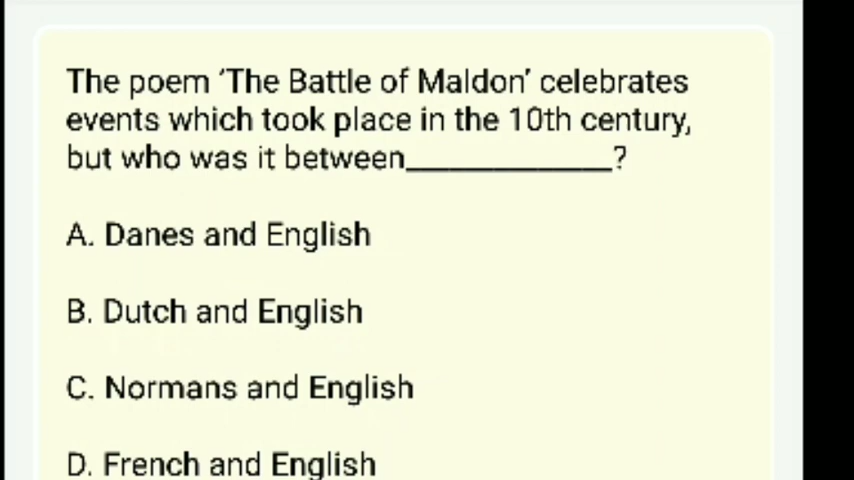 The poem ‘The Battle of Maldon’ celebrates
events which took place in the 10th century,
but who was it between____________?
A. Danes and English
B. Dutch and English
C. Normans and English
D. French and English